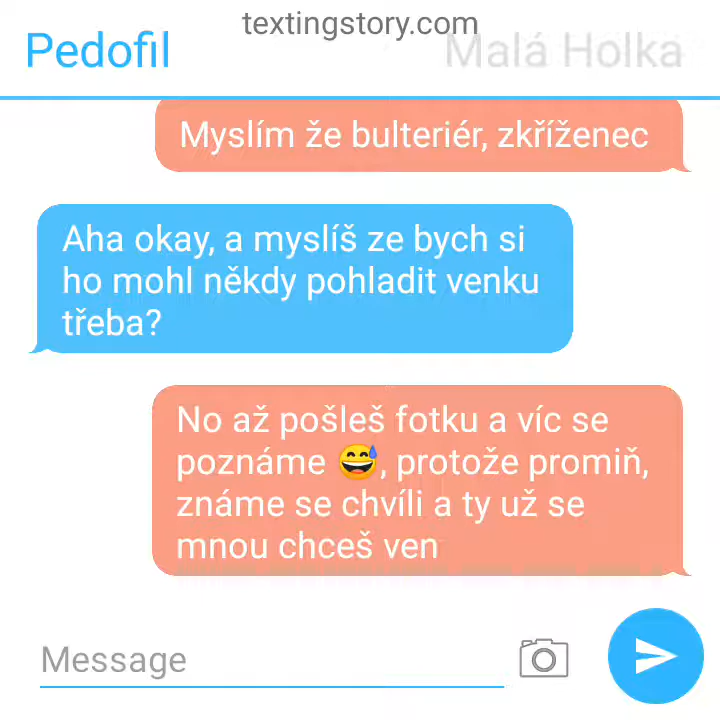 textingstory.com
Pedofil
Malá Holka
Myslím že bulteriér, zkříženec
Aha okay, a myslíš ze bych si
ho mohl někdy pohladit venku
třeba?
No až pošleš fotku a víc se
poznáme 😅, protože promiň,
známe se chvíli a ty už se
mnou chceš ven
Message